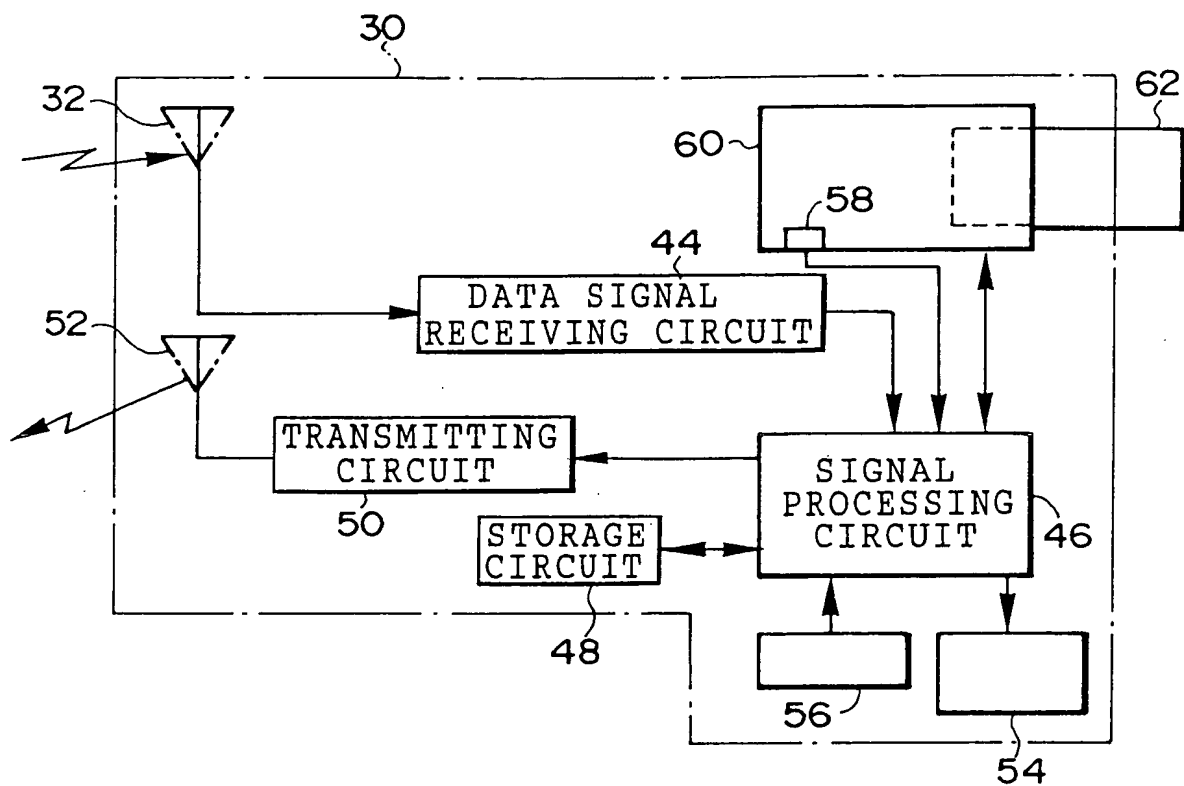 30
32
62
60
58
44
DATA SIGNAL
RECEIVING CIRCUIT
52
TRANSMITTING
CIRCUIT
50
SIGNAL
PROCESSING
CIRCUIT
46
STORAGE
CIRCUIT
48
56
54